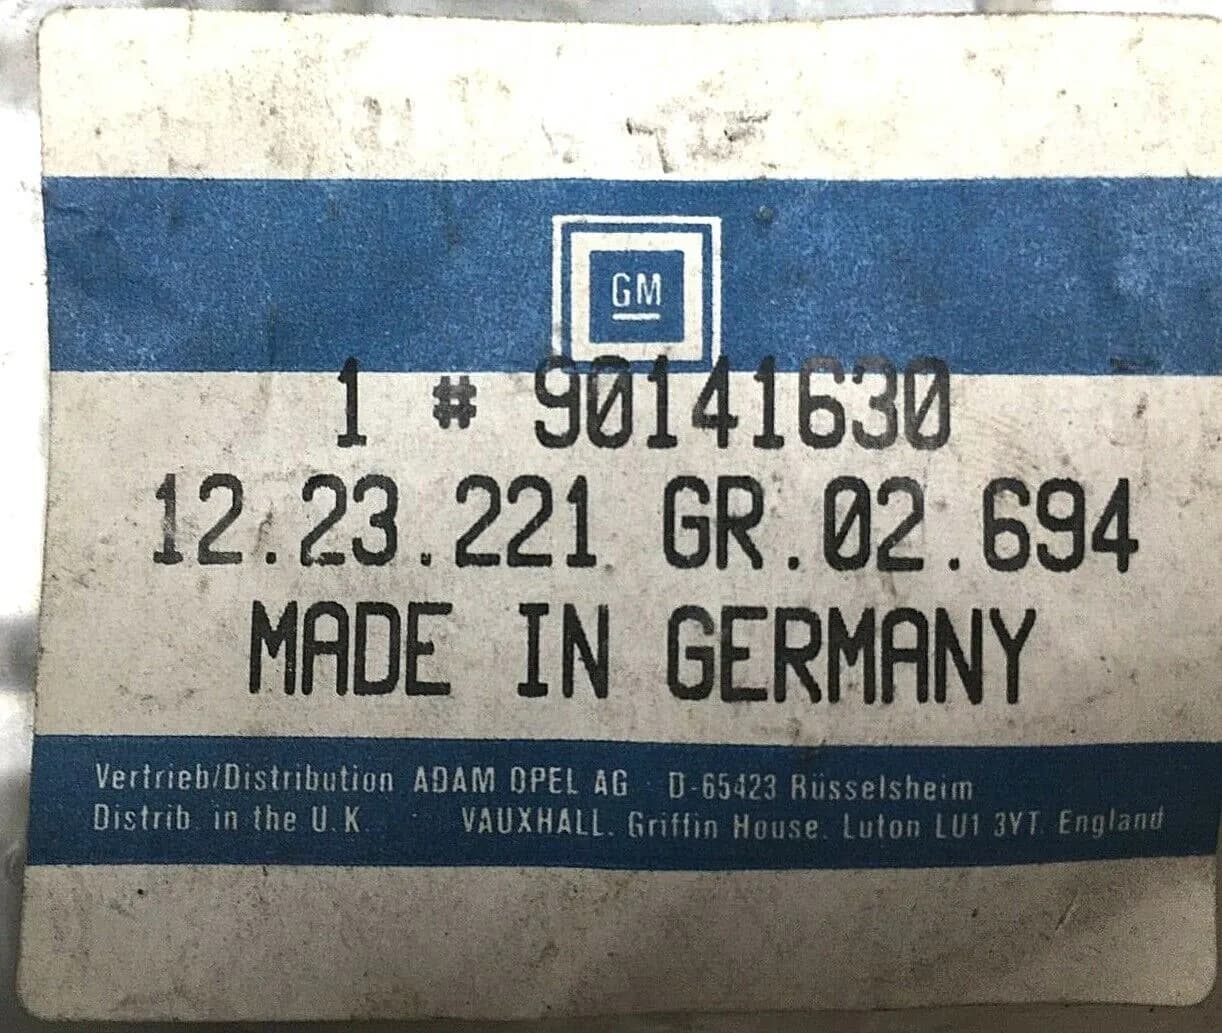 GM
1 # 90141630
12.23.221 GR.02.694
MADE IN GERMANY
Vertrieb/Distribution ADAM OPEL AG · D-65423 Rüsselsheim
Distrib. in the U.K. · VAUXHALL. Griffin House. Luton LU1 3YT. England